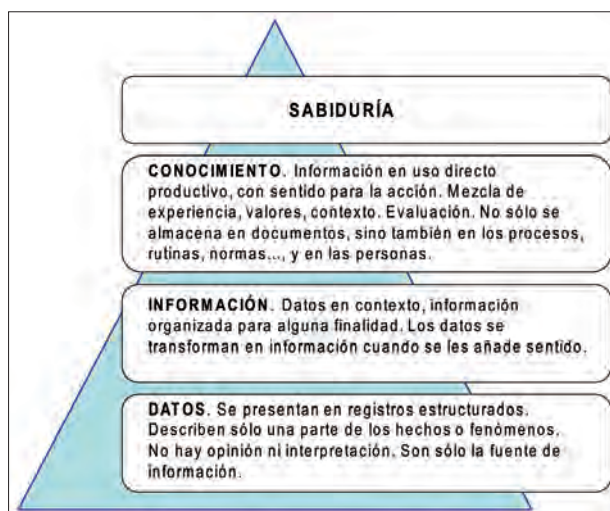 SABIDURÍA
CONOCIMIENTO. Información en uso directo
productivo, con sentido para la acción. Mezcla de
experiencia, valores, contexto. Evaluación. No sólo se
almacena en documentos, sino también en los procesos,
rutinas, normas..., y en las personas.
INFORMACIÓN. Datos en contexto, información
organizada para alguna finalidad. Los datos se
transforman en información cuando se les añade sentido.
DATOS. Se presentan en registros estructurados.
Describen sólo una parte de los hechos o fenómenos.
No hay opinión ni interpretación. Son sólo la fuente de
información.